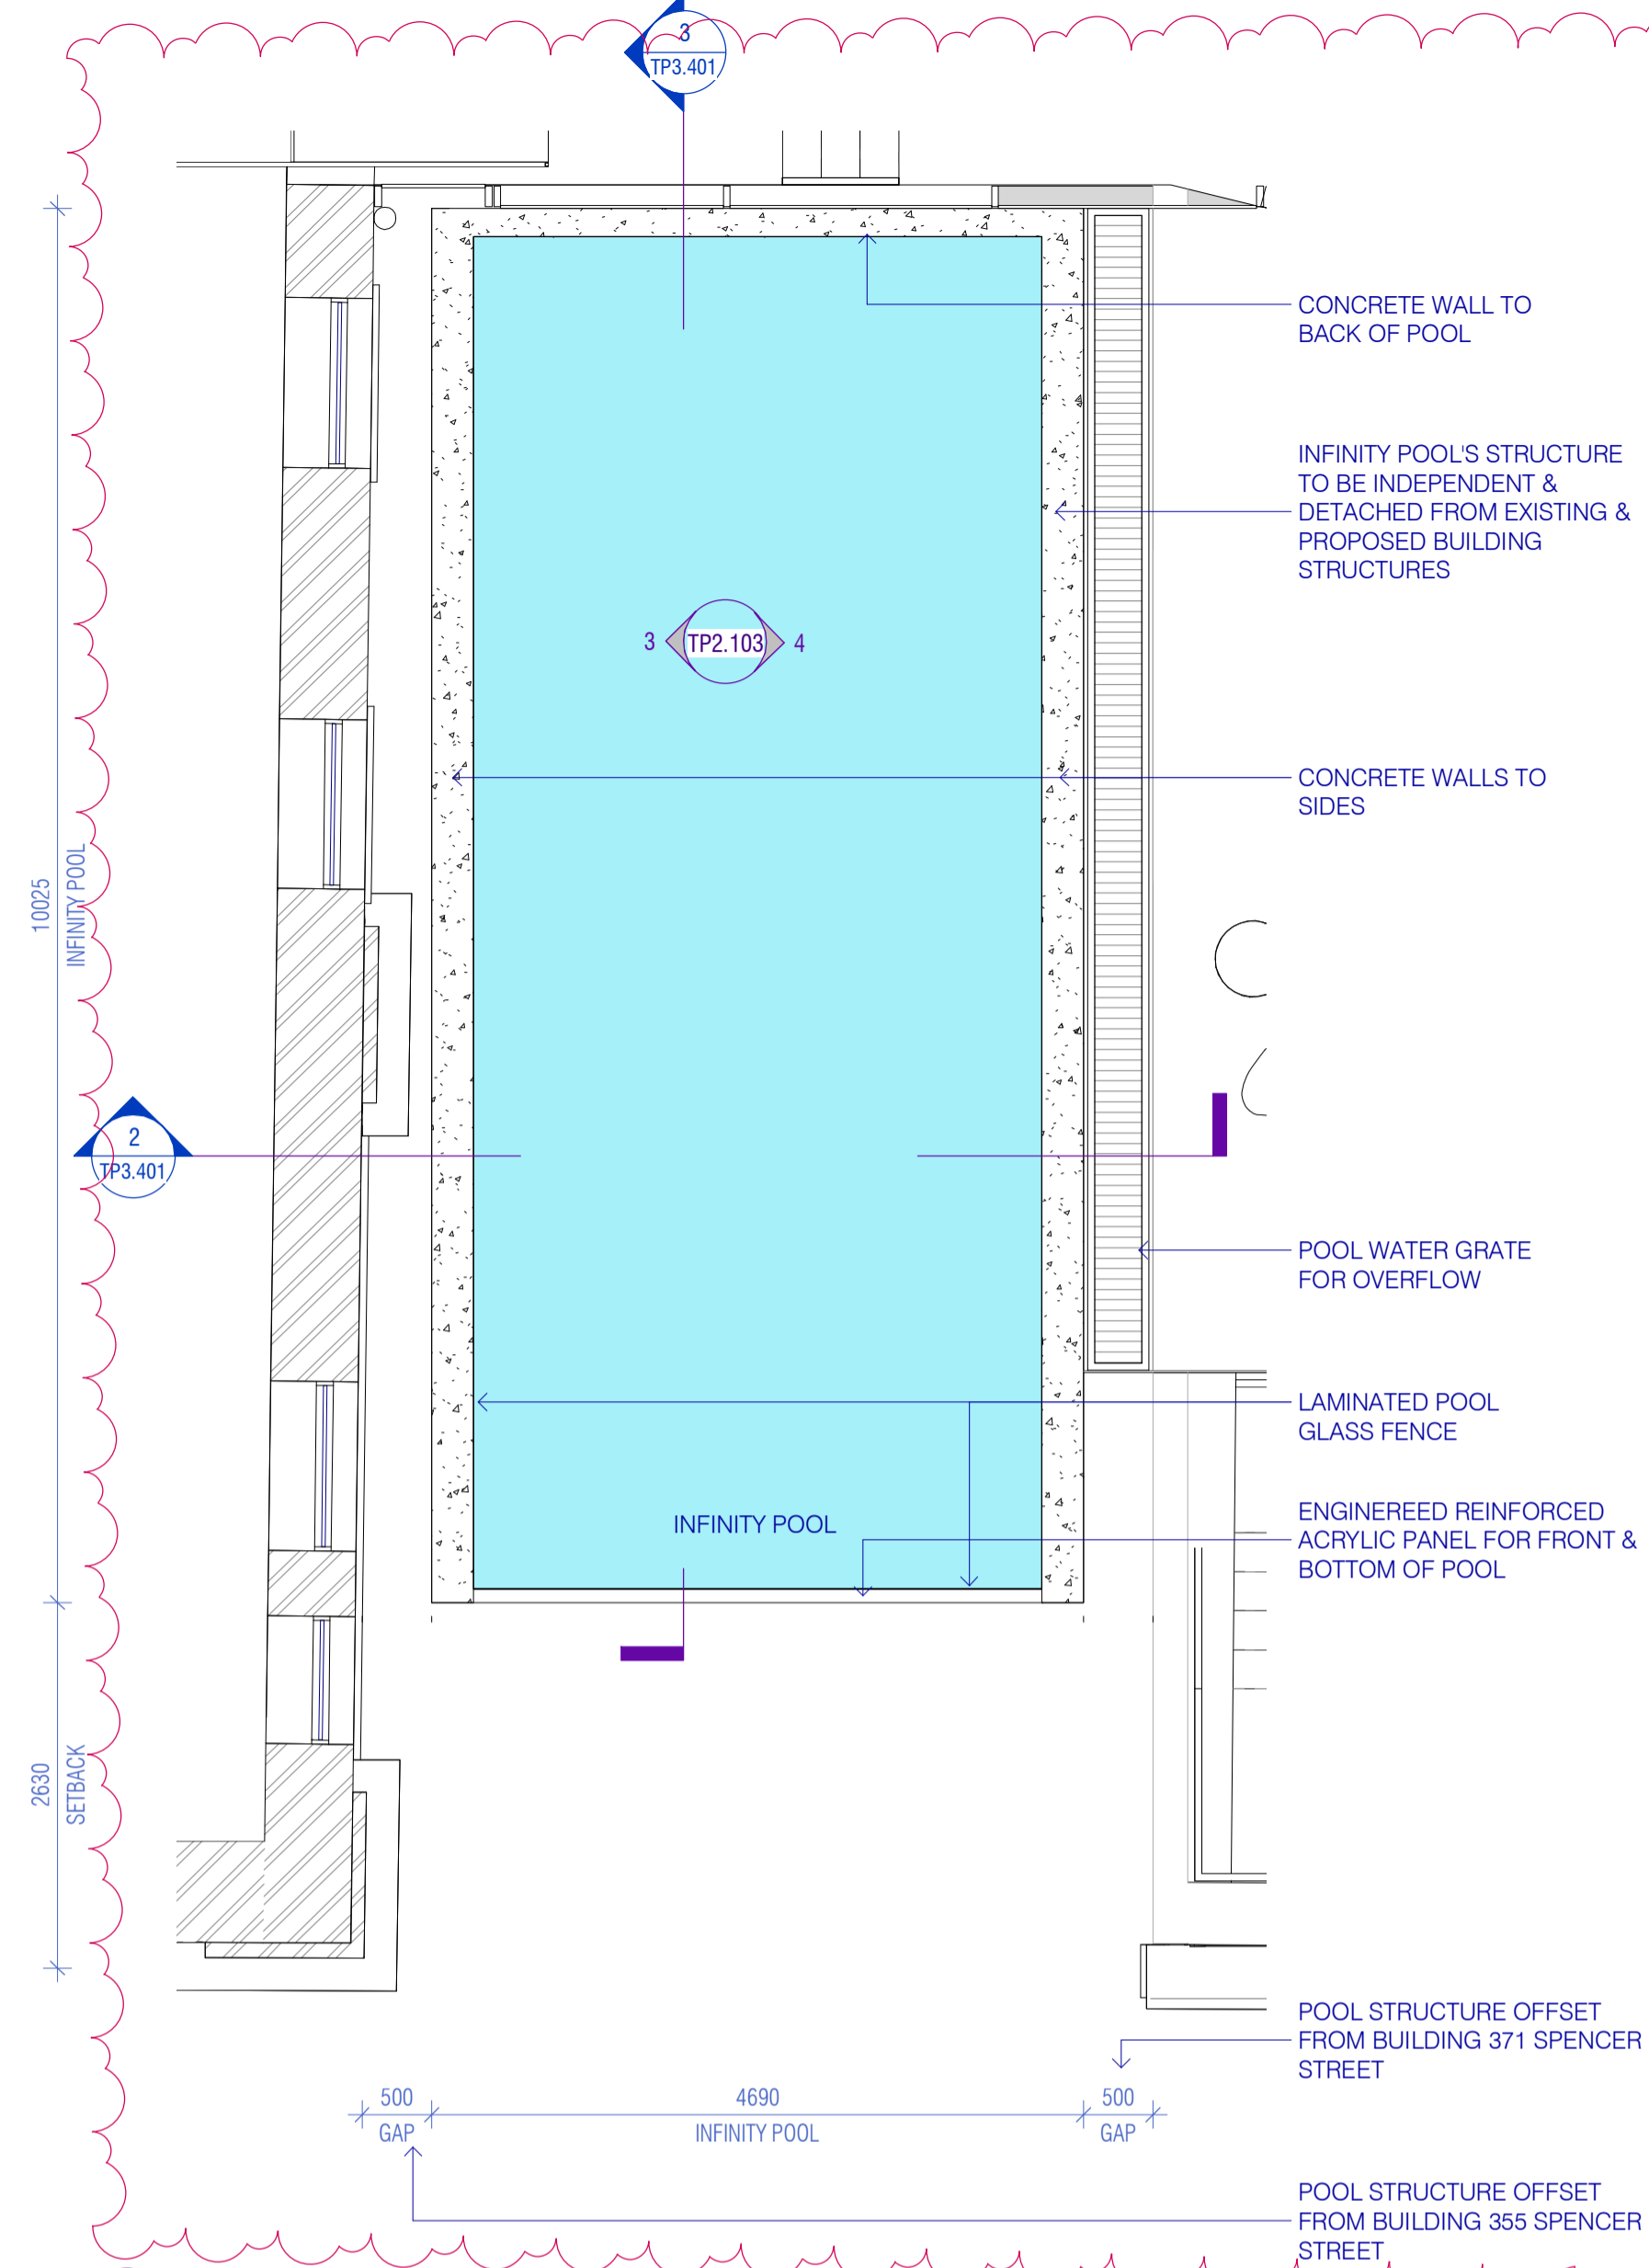 3
TP3.401
CONCRETE WALL TO
BACK OF POOL
INFINITY POOL'S STRUCTURE
TO BE INDEPENDENT &
DETACHED FROM EXISTING &
PROPOSED BUILDING
STRUCTURES
3
TP2.103
4
CONCRETE WALLS TO
SIDES
10025
INFINITY POOL
2
TP3.401
POOL WATER GRATE
FOR OVERFLOW
LAMINATED POOL
GLASS FENCE
INFINITY POOL
ENGINEREED REINFORCED
ACRYLIC PANEL FOR FRONT &
BOTTOM OF POOL
2630
SETBACK
POOL STRUCTURE OFFSET
FROM BUILDING 371 SPENCER
STREET
500
GAP
4690
INFINITY POOL
500
GAP
POOL STRUCTURE OFFSET
FROM BUILDING 355 SPENCER
STREET